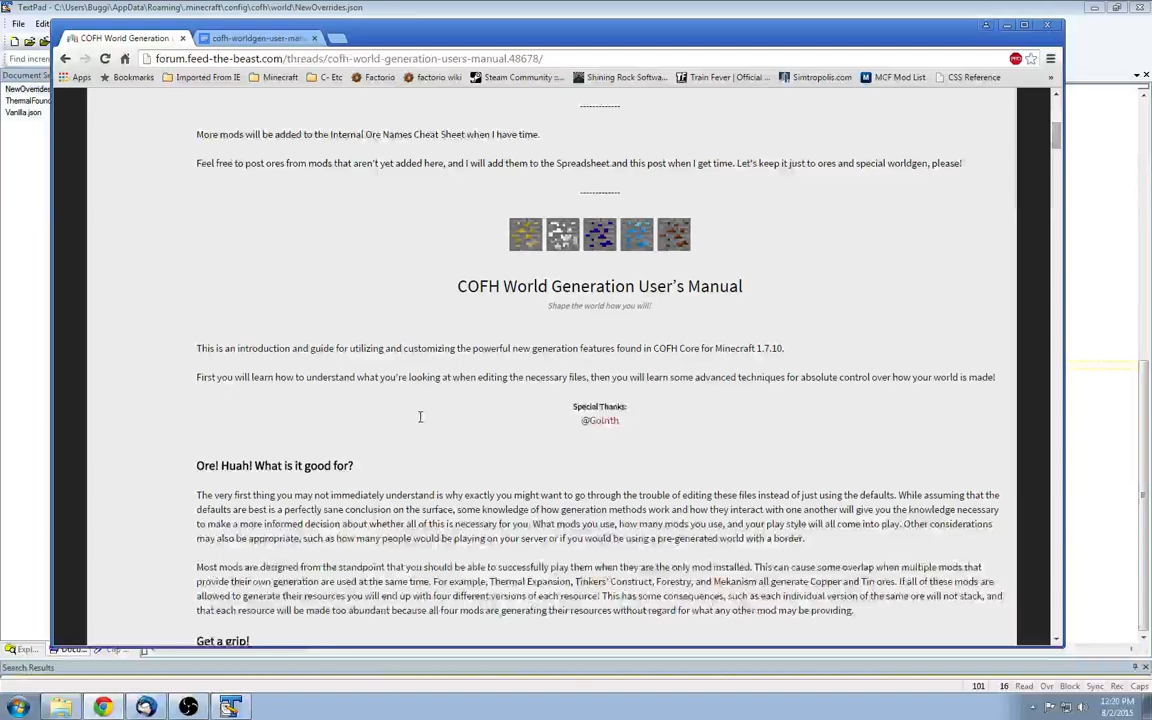 TextPad - C:\Users\Buggi\AppData\Roaming\.minecraft\config\cofh\world\NewOverrides.json
File Edit
COFH World Generation
cofh-worldgen-user-man
Find increm
forum.feed-the-beast.com/threads/cofh-world-generation-users-manual.48678/
Document Se
Apps Bookmarks Imported From IE Minecraft C- Etc Factorio factorio wiki Steam Community :... Shining Rock Softwa... Train Fever | Official ... Simtropolis.com MCF Mod List CSS Reference »
NewOverrides
ThermalFound
Vanilla.json
-------------
More mods will be added to the Internal Ore Names Cheat Sheet when I have time.
Feel free to post ores from mods that aren't yet added here, and I will add them to the Spreadsheet and this post when I get time. Let's keep it just to ores and special worldgen, please!
-------------
COFH World Generation User's Manual
Shape the world how you will!
This is an introduction and guide for utilizing and customizing the powerful new generation features found in COFH Core for Minecraft 1.7.10.
First you will learn how to understand what you're looking at when editing the necessary files, then you will learn some advanced techniques for absolute control over how your world is made!
Special Thanks:
@Golnth
Ore! Huah! What is it good for?
The very first thing you may not immediately understand is why exactly you might want to go through the trouble of editing these files instead of just using the defaults. While assuming that the
defaults are best is a perfectly sane conclusion on the surface, some knowledge of how generation methods work and how they interact with one another will give you the knowledge necessary
to make a more informed decision about whether all of this is necessary for you. What mods you use, how many mods you use, and your play style will all come into play. Other considerations
may also be appropriate, such as how many people would be playing on your server or if you would be using a pre-generated world with a border.
Most mods are designed from the standpoint that you should be able to successfully play them when they are the only mod installed. This can cause some overlap when multiple mods that
provide their own generation are used at the same time. For example, Thermal Expansion, Tinkers' Construct, Forestry, and Mekanism all generate Copper and Tin ores. If all of these mods are
allowed to generate their resources you will end up with four different versions of each resource! This has some consequences, such as each individual version of the same ore will not stack, and
that each resource will be made too abundant because all four mods are generating their resources without regard for what any other mod may be providing.
Get a grip!
Expl... Docu... Clip ...
Search Results
101 16 Read Ovr Block Sync Rec Caps
12:20 PM
8/2/2015